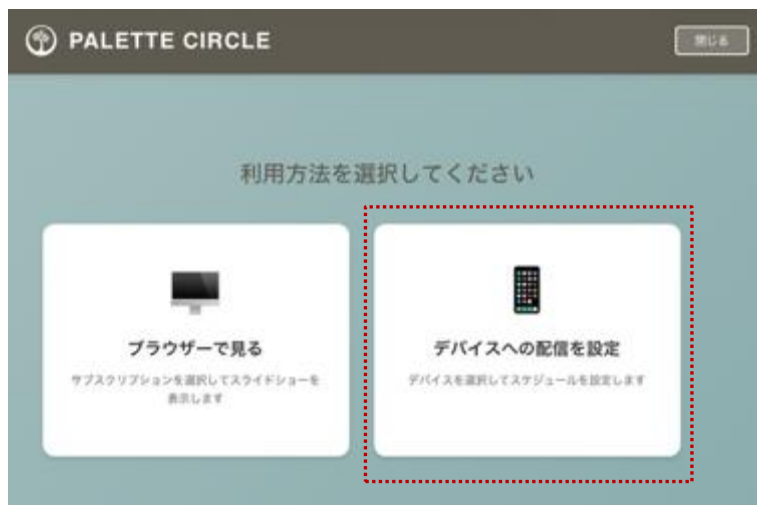 PALETTE CIRCLE
閉じる
利用方法を選択してください
ブラウザーで見る
サブスクリプションを選択してスライドショーを
表示します
デバイスへの配信を設定
デバイスを選択してスケジュールを設定します